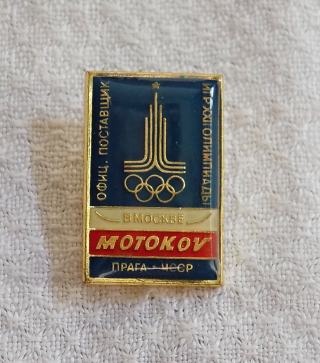 ОФИЦ. ПОСТАВЩИК
ИГР XXII ОЛИМПИАДЫ
В МОСКВЕ
MOTOKOV
ПРАГА - ЧССР